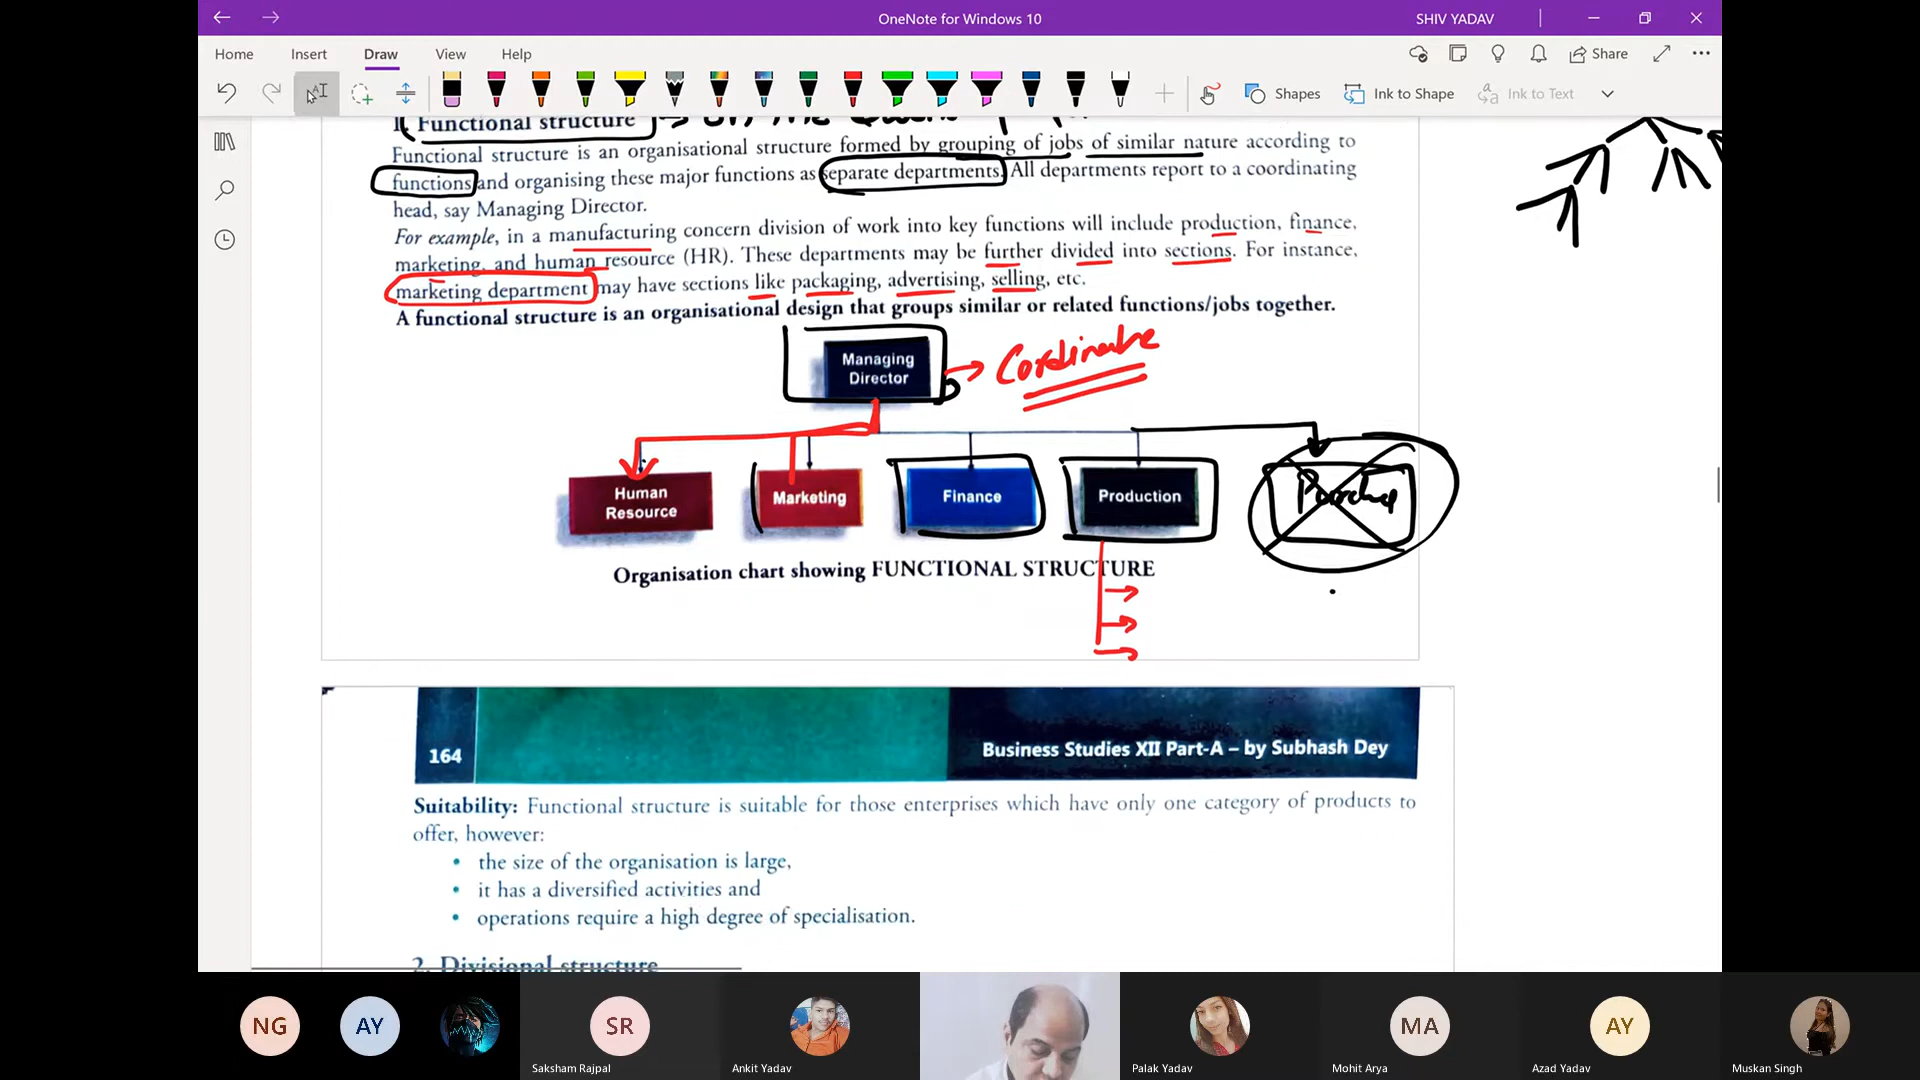 OneNote for Windows 10
SHIV YADAV
Home Insert Draw View Help
Share
Shapes Ink to Shape Ink to Text
1. Functional structure
Functional structure is an organisational structure formed by grouping of jobs of similar nature according to
functions and organising these major functions as separate departments. All departments report to a coordinating
head, say Managing Director.
For example, in a manufacturing concern division of work into key functions will include production, finance,
marketing, and human resource (HR). These departments may be further divided into sections. For instance,
marketing department may have sections like packaging, advertising, selling, etc.
A functional structure is an organisational design that groups similar or related functions/jobs together.
Managing
Director
Human
Resource
Marketing
Finance
Production
Organisation chart showing FUNCTIONAL STRUCTURE
164
Business Studies XII Part-A – by Subhash Dey
Suitability: Functional structure is suitable for those enterprises which have only one category of products to
offer, however:
• the size of the organisation is large,
• it has a diversified activities and
• operations require a high degree of specialisation.
2. Divisional structure
NG
AY
SR
MA
AY
Saksham Rajpal
Ankit Yadav
Palak Yadav
Mohit Arya
Azad Yadav
Muskan Singh